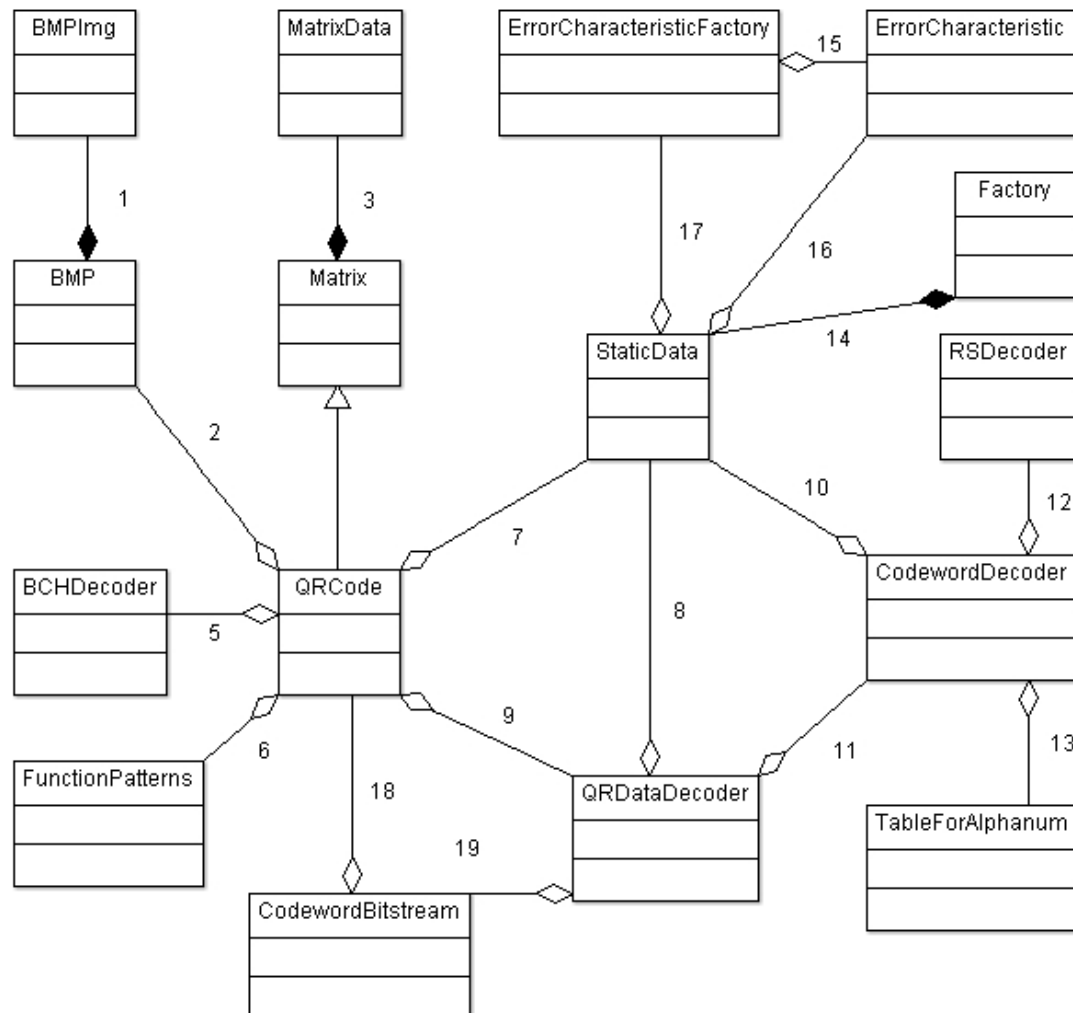 BMPImg
MatrixData
ErrorCharacteristicFactory
15
ErrorCharacteristic
1
3
17
16
Factory
BMP
Matrix
14
StaticData
RSDecoder
2
7
10
12
BCHDecoder
5
QRCode
8
CodewordDecoder
6
9
11
13
FunctionPatterns
18
QRDataDecoder
TableForAlphanum
19
CodewordBitstream